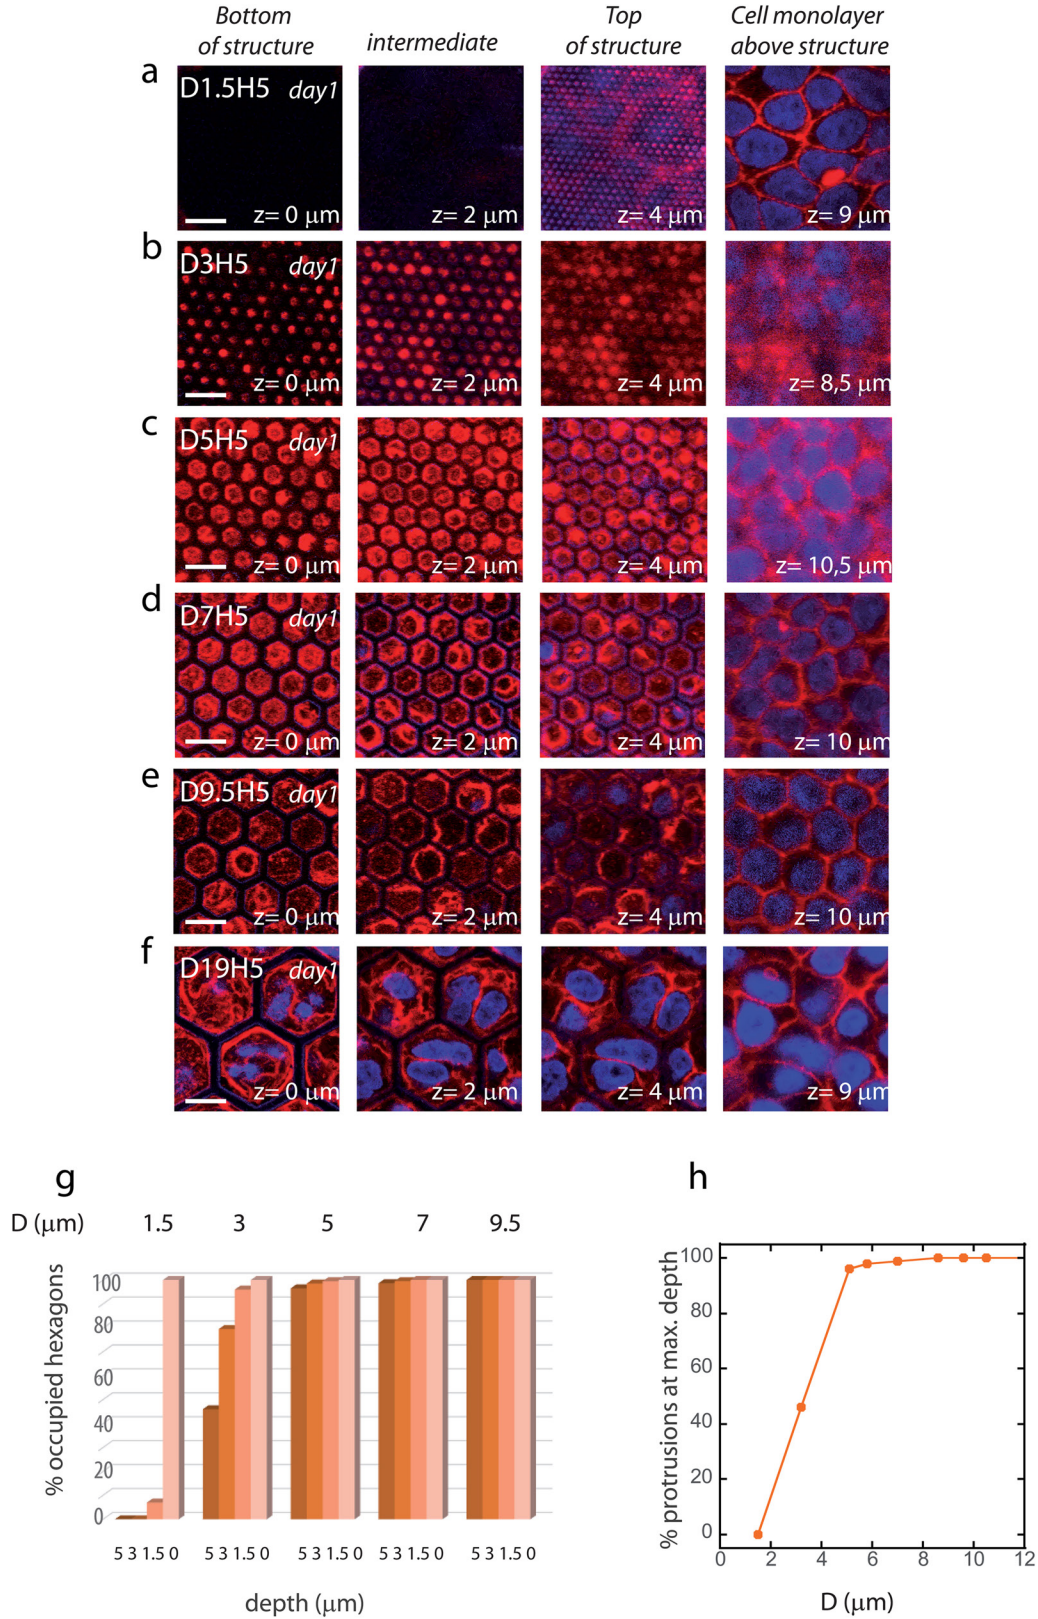 Bottom
of structure
intermediate
Top
of structure
Cell monolayer
above structure
a
D1.5H5 day1
z= 0 μm
z= 2 μm
z= 4 μm
z= 9 μm
b
D3H5 day1
z= 0 μm
z= 2 μm
z= 4 μm
z= 8,5 μm
c
D5H5 day1
z= 0 μm
z= 2 μm
z= 4 μm
z= 10,5 μm
d
D7H5 day1
z= 0 μm
z= 2 μm
z= 4 μm
z= 10 μm
e
D9.5H5 day1
z= 0 μm
z= 2 μm
z= 4 μm
z= 10 μm
f
D19H5 day1
z= 0 μm
z= 2 μm
z= 4 μm
z= 9 μm
g
D (μm) 1.5 3 5 7 9.5
% occupied hexagons
100
80
60
40
20
0
5 3 1.5 0 5 3 1.5 0 5 3 1.5 0 5 3 1.5 0 5 3 1.5 0
depth (μm)
h
% protrusions at max. depth
100
80
60
40
20
0
0 2 4 6 8 10 12
D (μm)